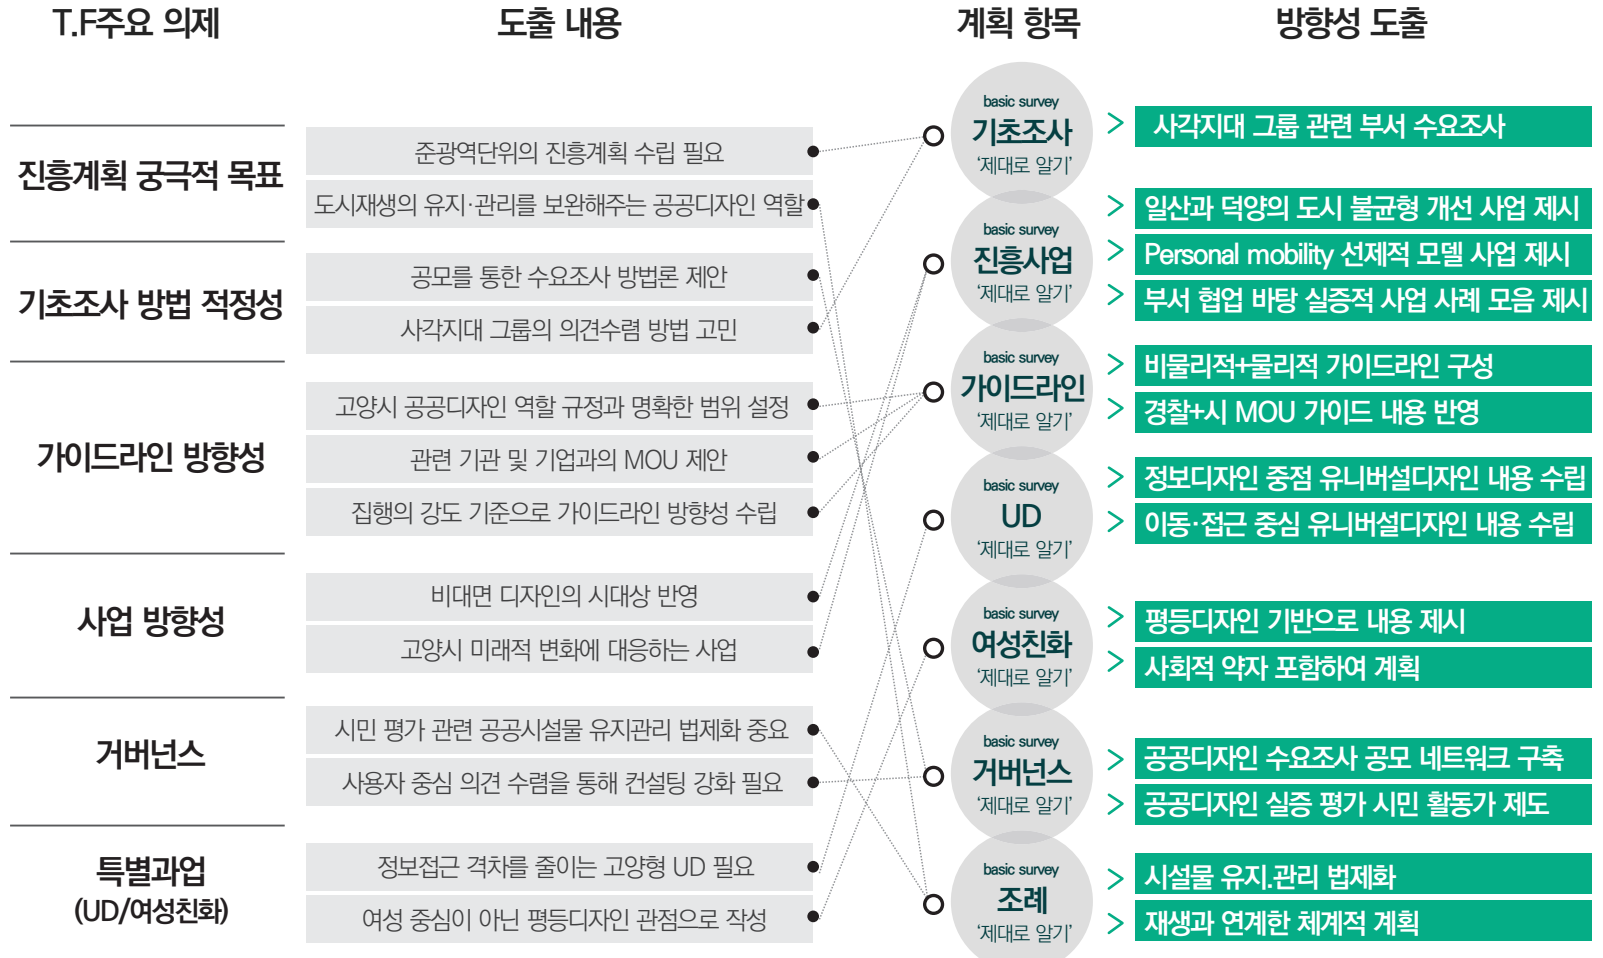 T.F주요 의제
도출 내용
계획 항목
방향성 도출
진흥계획 궁극적 목표
준광역단위의 진흥계획 수립 필요
도시재생의 유지·관리를 보완해주는 공공디자인 역할
기초조사 방법 적정성
공모를 통한 수요조사 방법론 제안
사각지대 그룹의 의견수렴 방법 고민
가이드라인 방향성
고양시 공공디자인 역할 규정과 명확한 범위 설정
관련 기관 및 기업과의 MOU 제안
집행의 강도 기준으로 가이드라인 방향성 수립
사업 방향성
비대면 디자인의 시대상 반영
고양시 미래적 변화에 대응하는 사업
거버넌스
시민 평가 관련 공공시설물 유지관리 법제화 중요
사용자 중심 의견 수렴을 통해 컨설팅 강화 필요
특별과업
(UD/여성친화)
정보접근 격차를 줄이는 고양형 UD 필요
여성 중심이 아닌 평등디자인 관점으로 작성
basic survey
기초조사
‘제대로 알기’
> 사각지대 그룹 관련 부서 수요조사
basic survey
진흥사업
‘제대로 알기’
> 일산과 덕양의 도시 불균형 개선 사업 제시
> Personal mobility 선제적 모델 사업 제시
> 부서 협업 바탕 실증적 사업 사례 모음 제시
basic survey
가이드라인
‘제대로 알기’
> 비물리적+물리적 가이드라인 구성
> 경찰+시 MOU 가이드 내용 반영
basic survey
UD
‘제대로 알기’
> 정보디자인 중점 유니버설디자인 내용 수립
> 이동·접근 중심 유니버설디자인 내용 수립
basic survey
여성친화
‘제대로 알기’
> 평등디자인 기반으로 내용 제시
> 사회적 약자 포함하여 계획
basic survey
거버넌스
‘제대로 알기’
> 공공디자인 수요조사 공모 네트워크 구축
> 공공디자인 실증 평가 시민 활동가 제도
basic survey
조례
‘제대로 알기’
> 시설물 유지.관리 법제화
> 재생과 연계한 체계적 계획